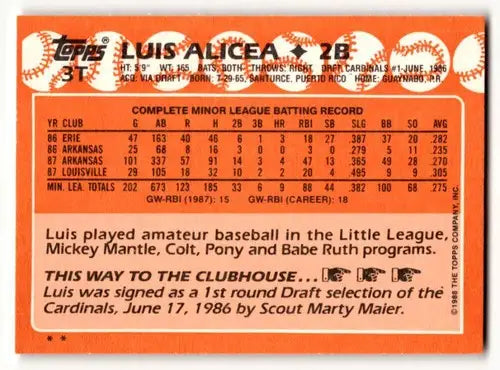 Topps
3T
LUIS ALICEA ♦ 2B
HT: 5'9" WT: 165 BATS: BOTH THROWS: RIGHT DRAFT: CARDINALS #1-JUNE, 1986
ACQ: VIA DRAFT BORN: 7-29-65, SANTURCE, PUERTO RICO HOME: GUAYNABO, P.R.
COMPLETE MINOR LEAGUE BATTING RECORD
YR CLUB G AB R H 2B 3B HR RBI SB SLG BB SO AVG
86 ERIE 47 163 40 46 6 1 3 18 27 .387 37 20 .282
86 ARKANSAS 25 68 8 16 3 0 0 3 0 .279 5 11 .235
87 ARKANSAS 101 337 57 91 14 3 4 47 13 .365 49 28 .270
87 LOUISVILLE 29 105 18 32 10 2 2 20 4 .495 9 9 .305
MIN. LEA. TOTALS 202 673 123 185 33 6 9 88 44 .382 100 68 .275
GW-RBI (1987): 15 GW-RBI (CAREER): 18
Luis played amateur baseball in the Little League,
Mickey Mantle, Colt, Pony and Babe Ruth programs.
THIS WAY TO THE CLUBHOUSE...
Luis was signed as a 1st round Draft selection of the
Cardinals, June 17, 1986 by Scout Marty Maier.
* *
©1988 THE TOPPS COMPANY, INC.